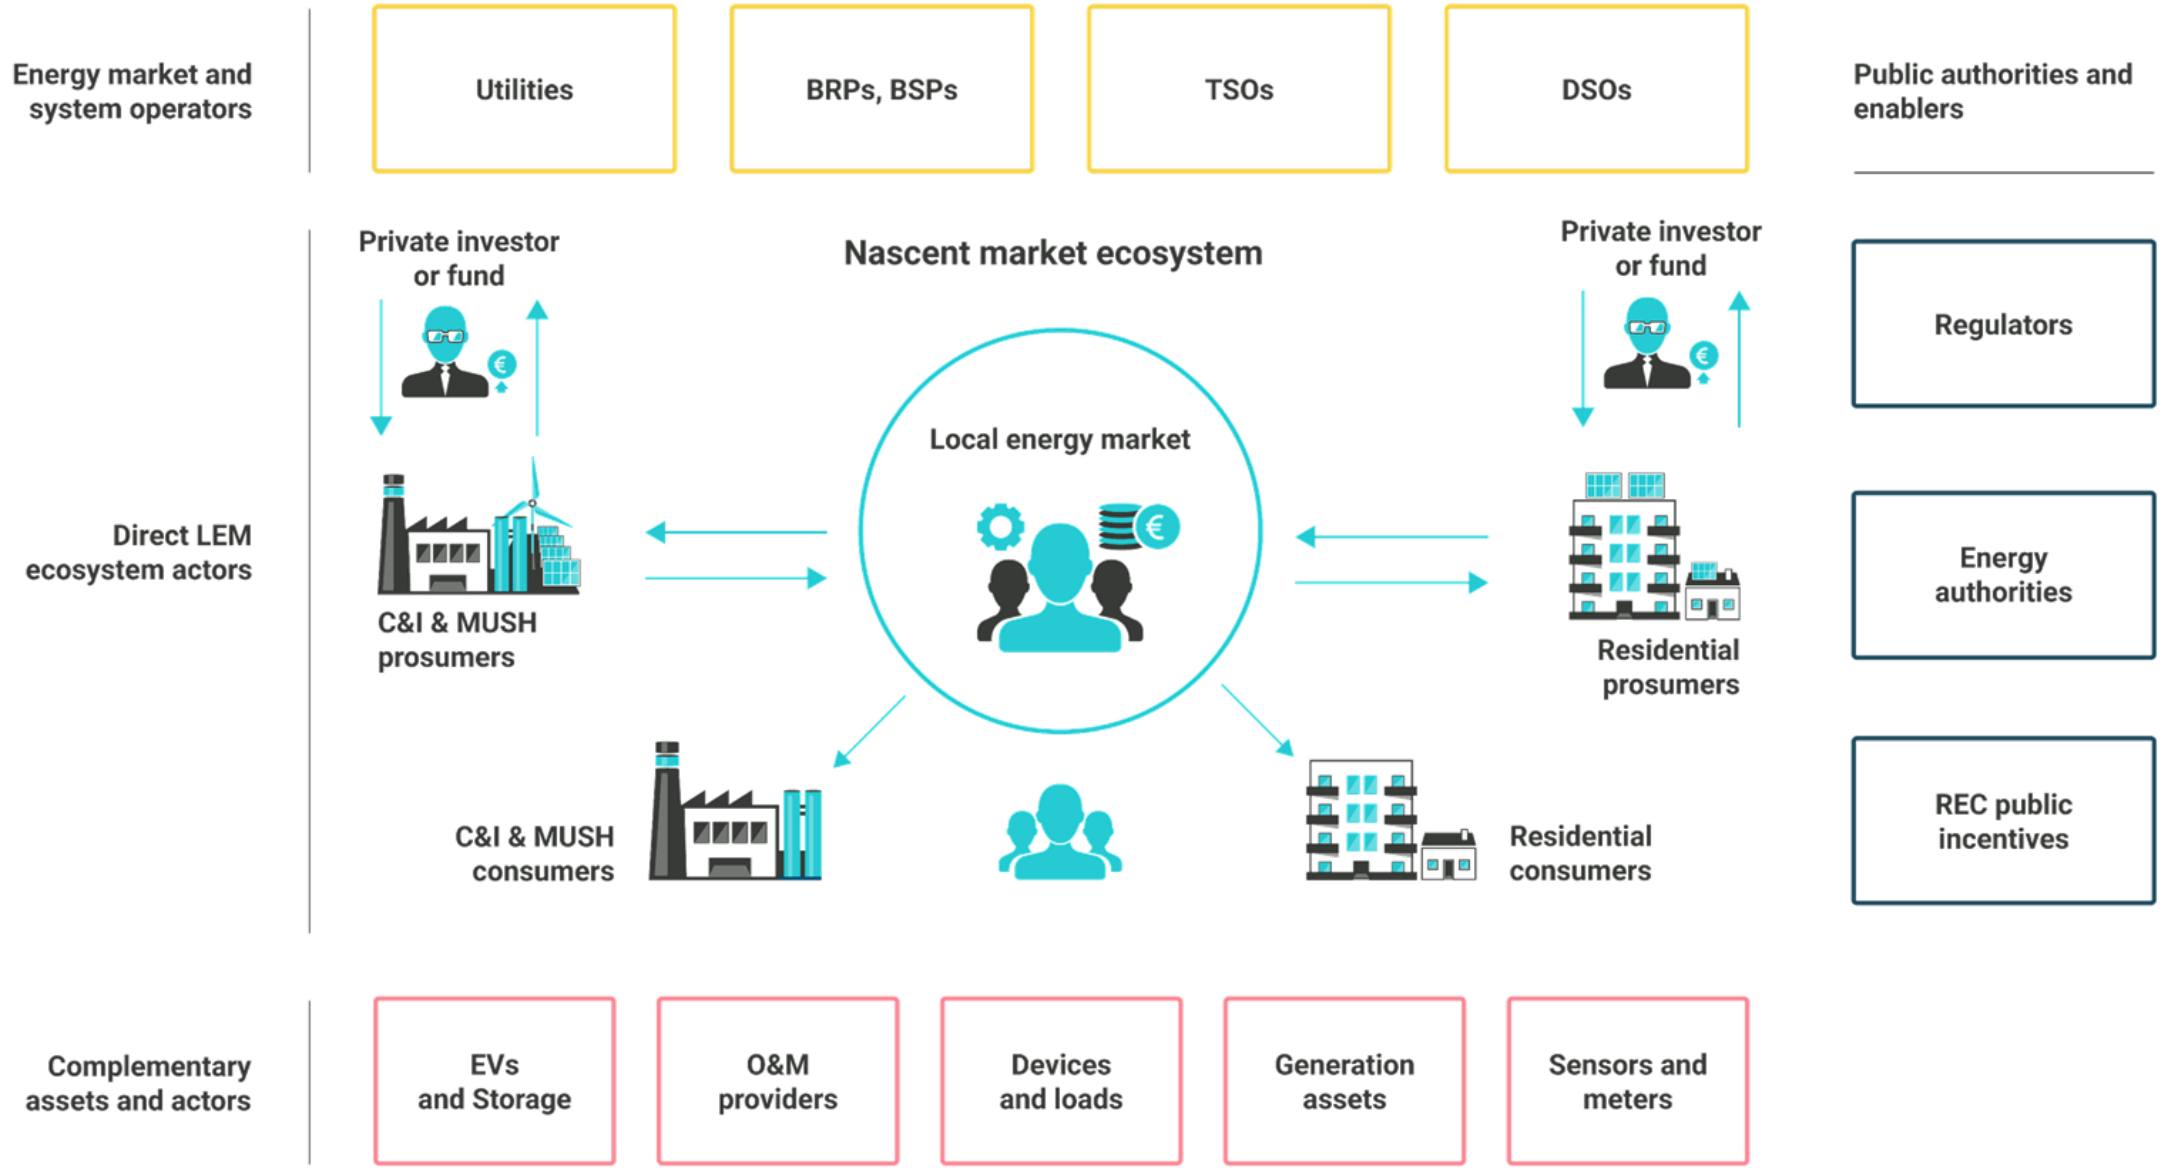 Energy market and
system operators
Utilities
BRPs, BSPs
TSOs
DSOs
Public authorities and
enablers
Private investor
or fund
Nascent market ecosystem
Private investor
or fund
€
€
Regulators
Local energy market
€
Direct LEM
ecosystem actors
C&I & MUSH
prosumers
Residential
prosumers
Energy
authorities
C&I & MUSH
consumers
Residential
consumers
REC public
incentives
Complementary
assets and actors
EVs
and Storage
O&M
providers
Devices
and loads
Generation
assets
Sensors and
meters